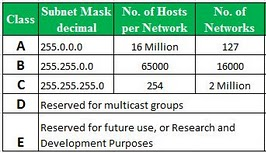 Class Subnet Mask decimal No. of Hosts per Network No. of Networks
A 255.0.0.0 16 Million 127
B 255.255.0.0 65000 16000
C 255.255.255.0 254 2 Million
D Reserved for multicast groups
E Reserved for future use, or Research and Development Purposes